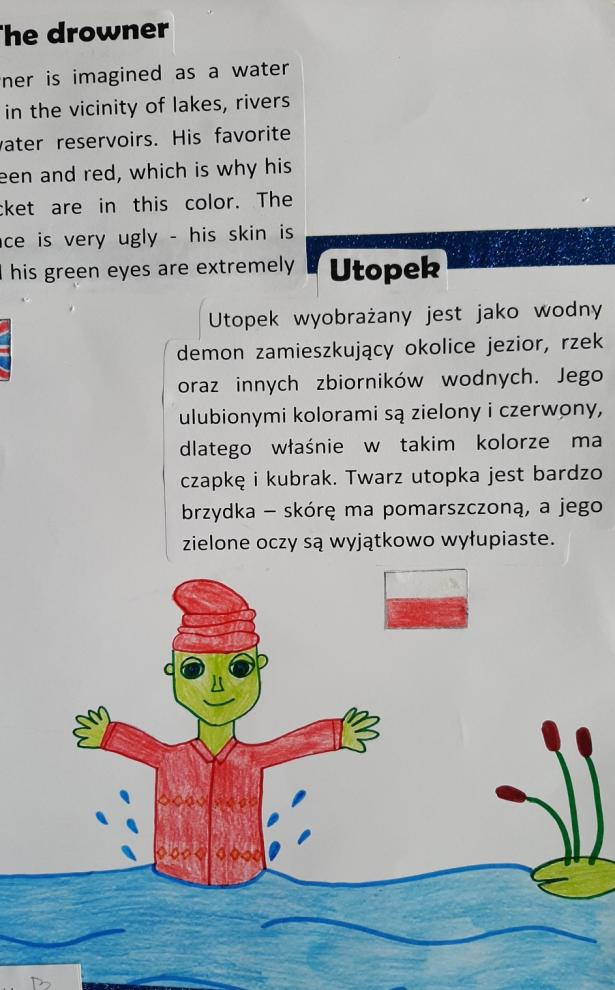 The drowner
ner is imagined as a water
in the vicinity of lakes, rivers
water reservoirs. His favorite
een and red, which is why his
cket are in this color. The
ace is very ugly - his skin is
his green eyes are extremely
Utopek
Utopek wyobrażany jest jako wodny
demon zamieszkujący okolice jezior, rzek
oraz innych zbiorników wodnych. Jego
ulubionymi kolorami są zielony i czerwony,
dlatego właśnie w takim kolorze ma
czapkę i kubrak. Twarz utopka jest bardzo
brzydka – skórę ma pomarszczoną, a jego
zielone oczy są wyjątkowo wyłupiaste.